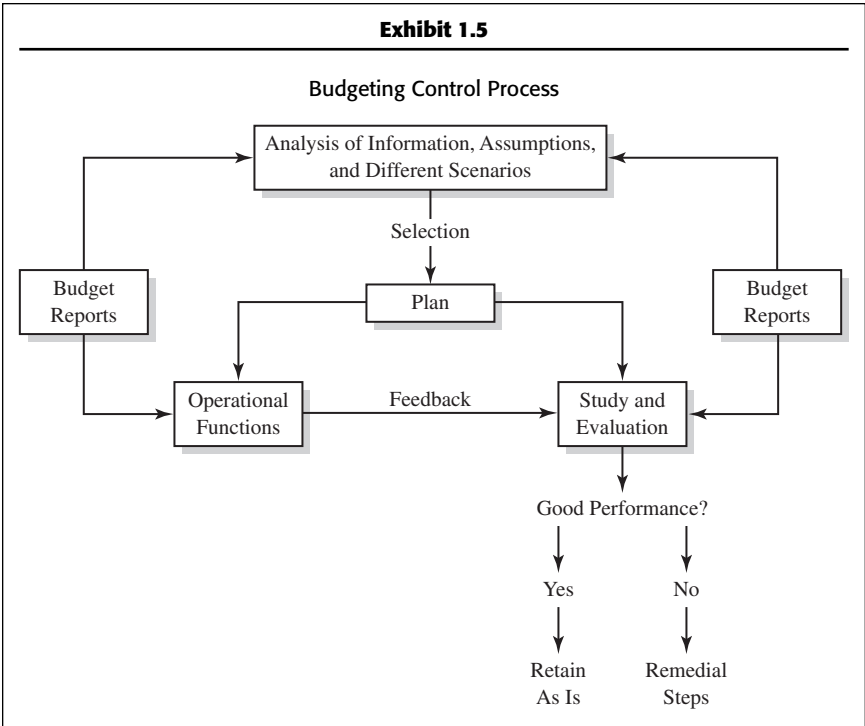 Exhibit 1.5
Budgeting Control Process
Analysis of Information, Assumptions,
and Different Scenarios
Selection
Budget
Reports
Plan
Budget
Reports
Operational
Functions
Feedback
Study and
Evaluation
Good Performance?
Yes
No
Retain
As Is
Remedial
Steps